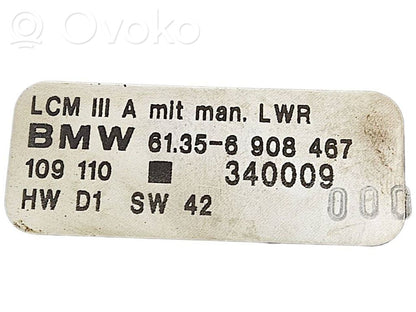 Ovoko
LCM III A mit man. LWR
BMW 61.35-6 908 467
109 110 ■ 340009
HW D1 SW 42 000